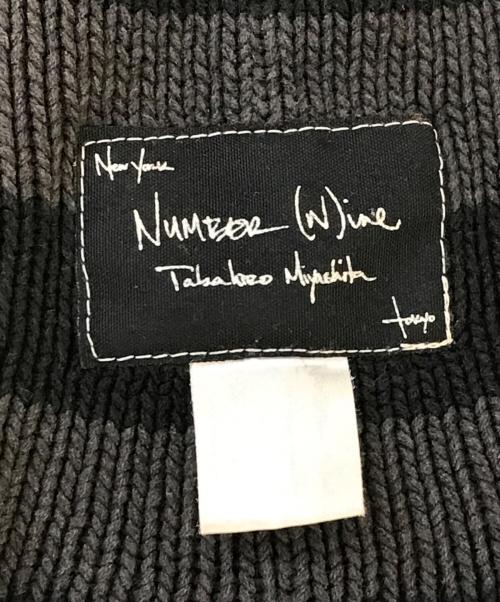 New York
NUMBER (N)ine
Takahiro Miyashita
tokyo